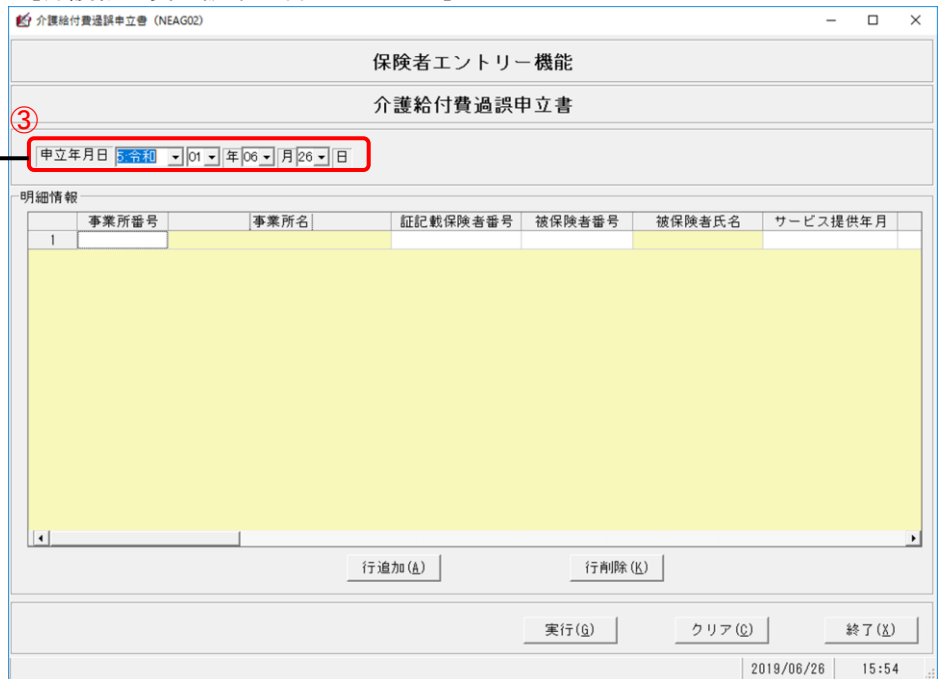 介護給付費過誤申立書 (NEAG02)
保険者エントリー機能
介護給付費過誤申立書
③
申立年月日 5:令和 01 年 06 月 26 日
明細情報
事業所番号 事業所名 証記載保険者番号 被保険者番号 被保険者氏名 サービス提供年月
1
行追加(A) 行削除(K)
実行(G) クリア(C) 終了(X)
2019/06/26 15:54